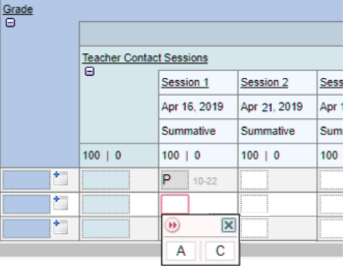 Grade
Teacher Contact Sessions
Session 1 Session 2 Sess
Apr 16, 2019 Apr 21, 2019 Apr 1
Summative Summative Sum
100 | 0 100 | 0 100 | 0 100
P 10-22
A C